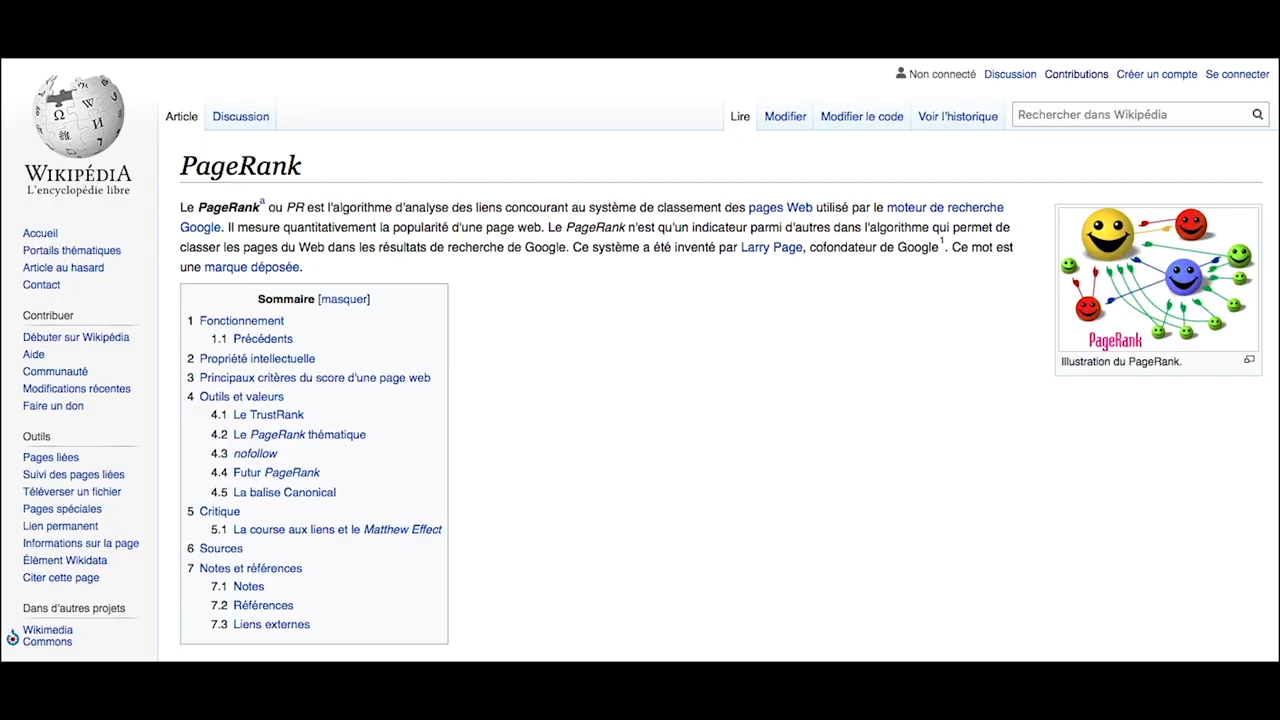 Non connecté Discussion Contributions Créer un compte Se connecter
Article Discussion Lire Modifier Modifier le code Voir l'historique Rechercher dans Wikipédia
WIKIPÉDIA
L'encyclopédie libre
Accueil
Portails thématiques
Article au hasard
Contact
Contribuer
Débuter sur Wikipédia
Aide
Communauté
Modifications récentes
Faire un don
Outils
Pages liées
Suivi des pages liées
Téléverser un fichier
Pages spéciales
Lien permanent
Informations sur la page
Élément Wikidata
Citer cette page
Dans d'autres projets
Wikimedia
Commons
PageRank
Le PageRank a ou PR est l'algorithme d'analyse des liens concourant au système de classement des pages Web utilisé par le moteur de recherche
Google. Il mesure quantitativement la popularité d'une page web. Le PageRank n'est qu'un indicateur parmi d'autres dans l'algorithme qui permet de
classer les pages du Web dans les résultats de recherche de Google. Ce système a été inventé par Larry Page, cofondateur de Google 1. Ce mot est
une marque déposée.
Sommaire [masquer]
1 Fonctionnement
1.1 Précédents
2 Propriété intellectuelle
3 Principaux critères du score d'une page web
4 Outils et valeurs
4.1 Le TrustRank
4.2 Le PageRank thématique
4.3 nofollow
4.4 Futur PageRank
4.5 La balise Canonical
5 Critique
5.1 La course aux liens et le Matthew Effect
6 Sources
7 Notes et références
7.1 Notes
7.2 Références
7.3 Liens externes
PageRank
Illustration du PageRank.